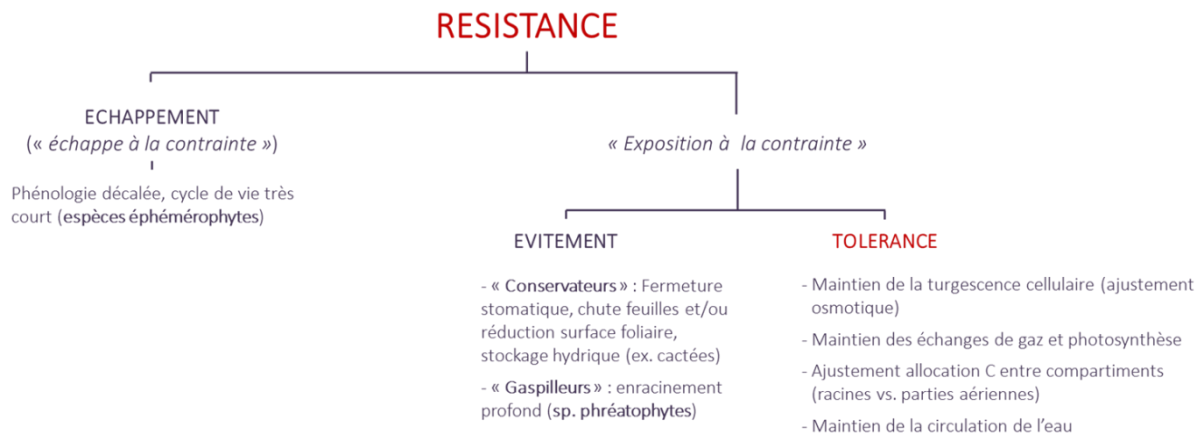 RESISTANCE
ECHAPPEMENT
(« échappe à la contrainte »)
Phénologie décalée, cycle de vie très
court (espèces éphémérophytes)
« Exposition à la contrainte »
EVITEMENT
- « Conservateurs » : Fermeture
stomatique, chute feuilles et/ou
réduction surface foliaire,
stockage hydrique (ex. cactées)
- « Gaspilleurs » : enracinement
profond (sp. phréatophytes)
TOLERANCE
- Maintien de la turgescence cellulaire (ajustement
osmotique)
- Maintien des échanges de gaz et photosynthèse
- Ajustement allocation C entre compartiments
(racines vs. parties aériennes)
- Maintien de la circulation de l'eau